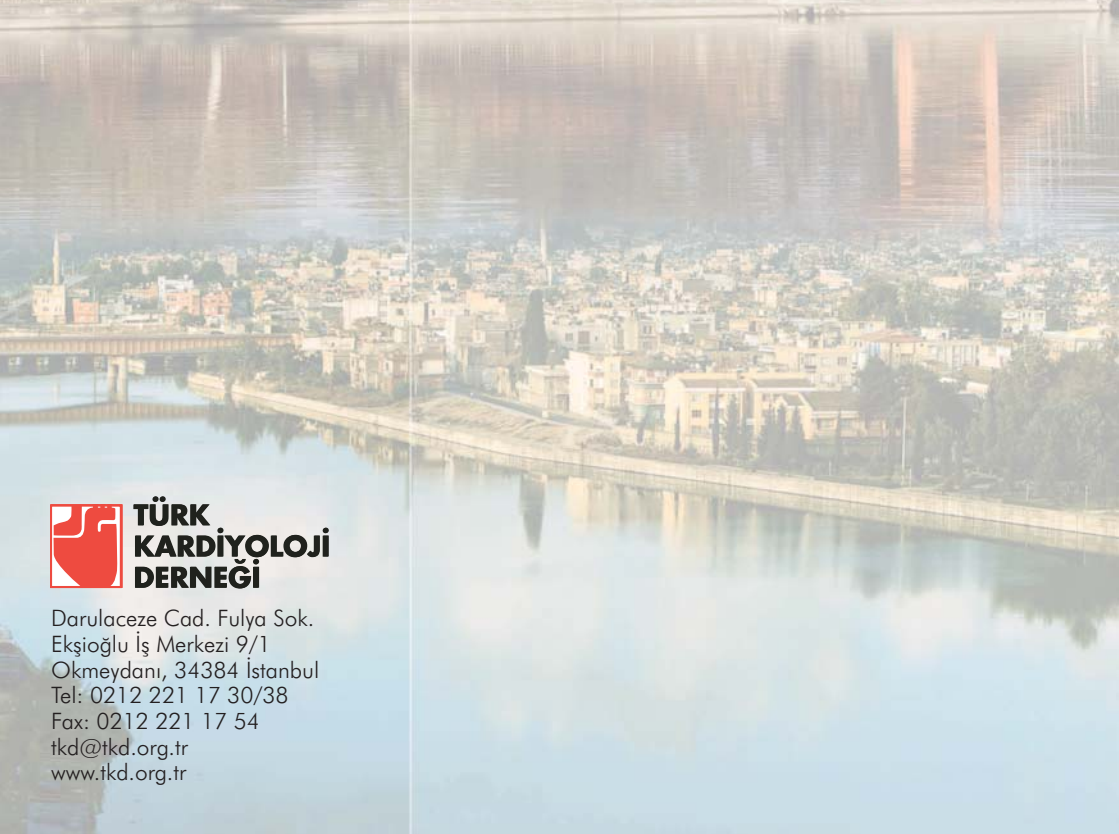 TÜRK
KARDİYOLOJİ
DERNEĞİ
Darulaceze Cad. Fulya Sok.
Ekşioğlu İş Merkezi 9/1
Okmeydanı, 34384 İstanbul
Tel: 0212 221 17 30/38
Fax: 0212 221 17 54
tkd@tkd.org.tr
www.tkd.org.tr